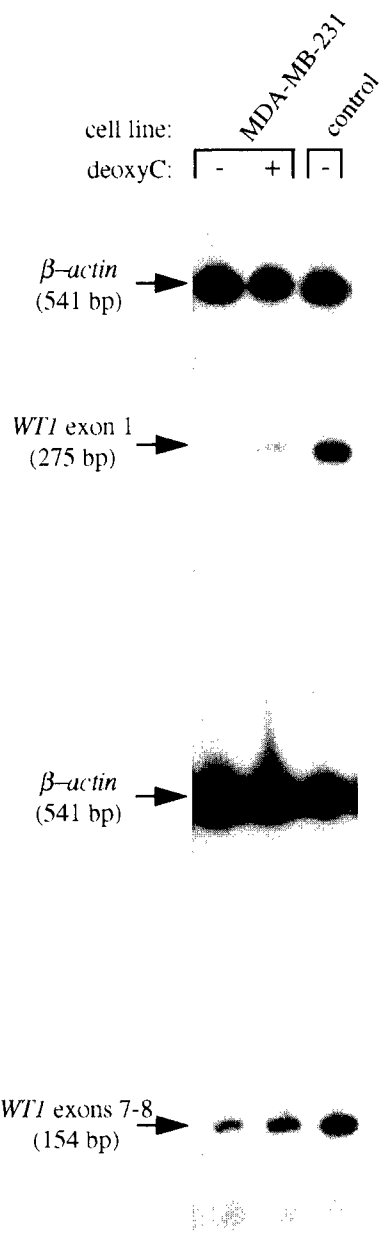 MDA-MB-231
control
cell line:
deoxyC: - + -
β–actin
(541 bp)
WT1 exon 1
(275 bp)
β–actin
(541 bp)
WT1 exons 7-8
(154 bp)